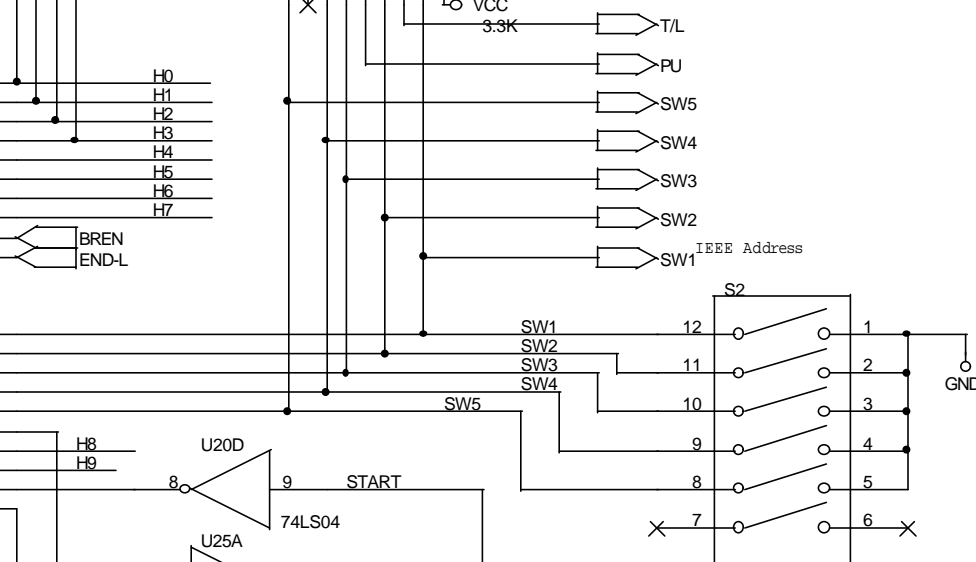 VCC
3.3K
T/L
PU
H0
H1
SW5
H2
H3
SW4
H4
H5
SW3
H6
H7
SW2
BREN
END-L
SW1
IEEE Address
S2
SW1 12 1
SW2
SW3 11 2
SW4
GND
SW5 10 3
H8
U20D
9 4
H9
8 9 START 8 5
74LS04
7 6
U25A